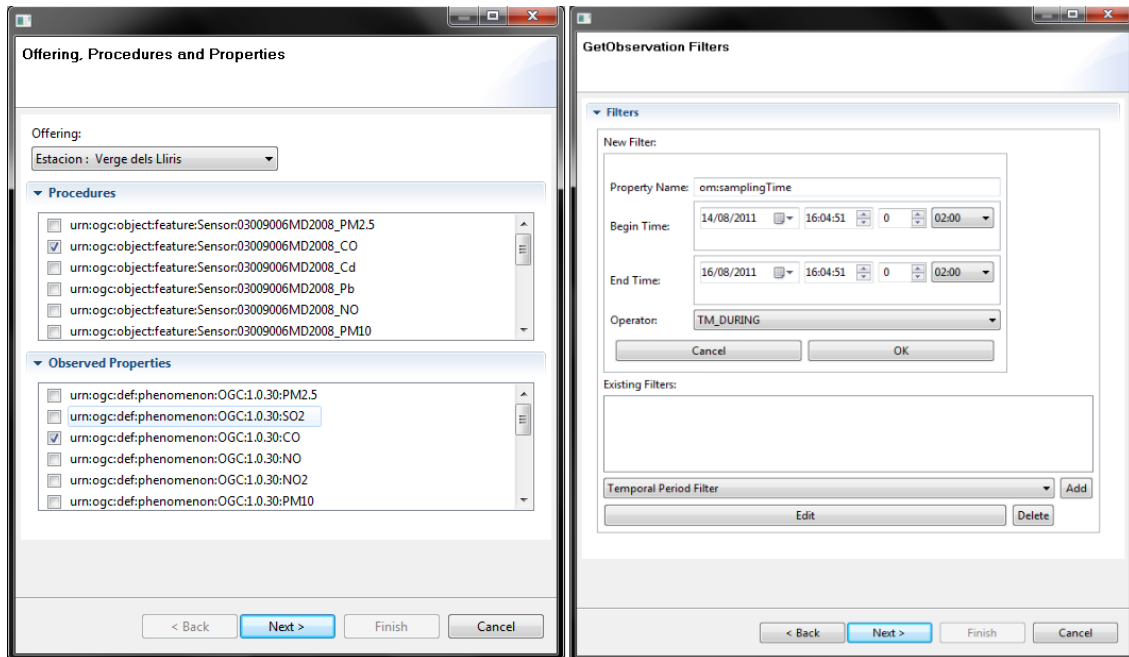 Offering, Procedures and Properties
Offering:
Estacion : Verge dels Lliris
Procedures
urn:ogc:object:feature:Sensor:03009006MD2008_PM2.5
urn:ogc:object:feature:Sensor:03009006MD2008_CO
urn:ogc:object:feature:Sensor:03009006MD2008_Cd
urn:ogc:object:feature:Sensor:03009006MD2008_Pb
urn:ogc:object:feature:Sensor:03009006MD2008_NO
urn:ogc:object:feature:Sensor:03009006MD2008_PM10
Observed Properties
urn:ogc:def:phenomenon:OGC:1.0.30:PM2.5
urn:ogc:def:phenomenon:OGC:1.0.30:SO2
urn:ogc:def:phenomenon:OGC:1.0.30:CO
urn:ogc:def:phenomenon:OGC:1.0.30:NO
urn:ogc:def:phenomenon:OGC:1.0.30:NO2
urn:ogc:def:phenomenon:OGC:1.0.30:PM10
< Back Next > Finish Cancel
GetObservation Filters
Filters
New Filter:
Property Name: om:samplingTime
Begin Time: 14/08/2011 16:04:51 0 02:00
End Time: 16/08/2011 16:04:51 0 02:00
Operator: TM_DURING
Cancel OK
Existing Filters:
Temporal Period Filter Add
Edit Delete
< Back Next > Finish Cancel